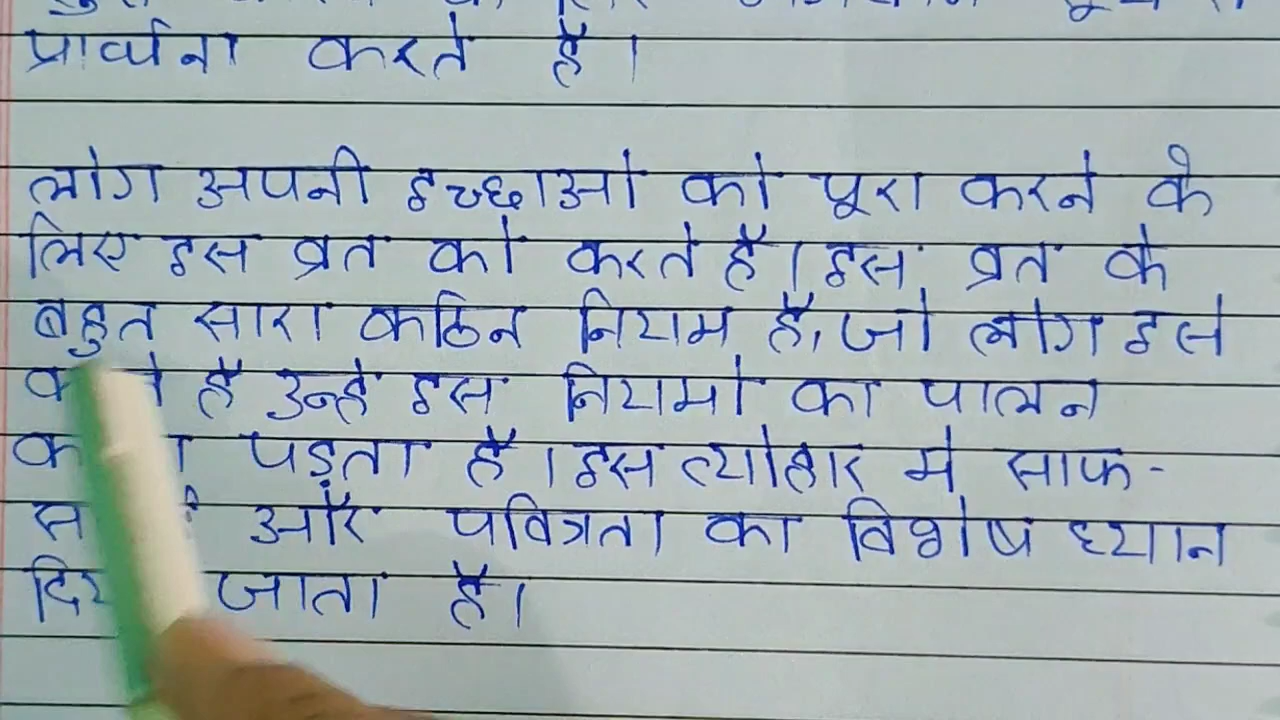 प्रार्थना करते हैं।
लोग अपनी इच्छाओं को पूरा करने के
लिए इस व्रत को करते हैं। इस व्रत के
बहुत सारा कठिन नियम हैं, जो लोग इसे
हैं उन्हें इस नियमों का पालन
पड़ता है। इस त्योहार में साफ-
और पवित्रता का विशेष ध्यान
जाता है।